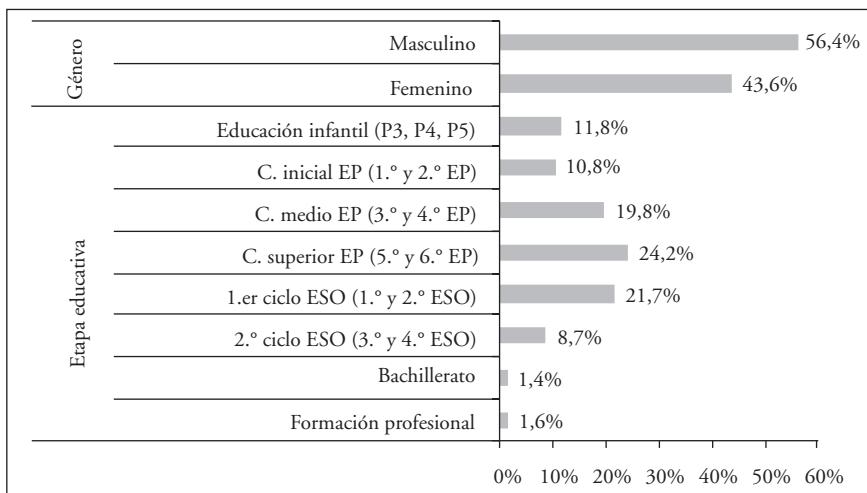 Género
Masculino 56,4%
Femenino 43,6%
Etapa educativa
Educación infantil (P3, P4, P5) 11,8%
C. inicial EP (1.º y 2.º EP) 10,8%
C. medio EP (3.º y 4.º EP) 19,8%
C. superior EP (5.º y 6.º EP) 24,2%
1.er ciclo ESO (1.º y 2.º ESO) 21,7%
2.º ciclo ESO (3.º y 4.º ESO) 8,7%
Bachillerato 1,4%
Formación profesional 1,6%
0% 10% 20% 30% 40% 50% 60%